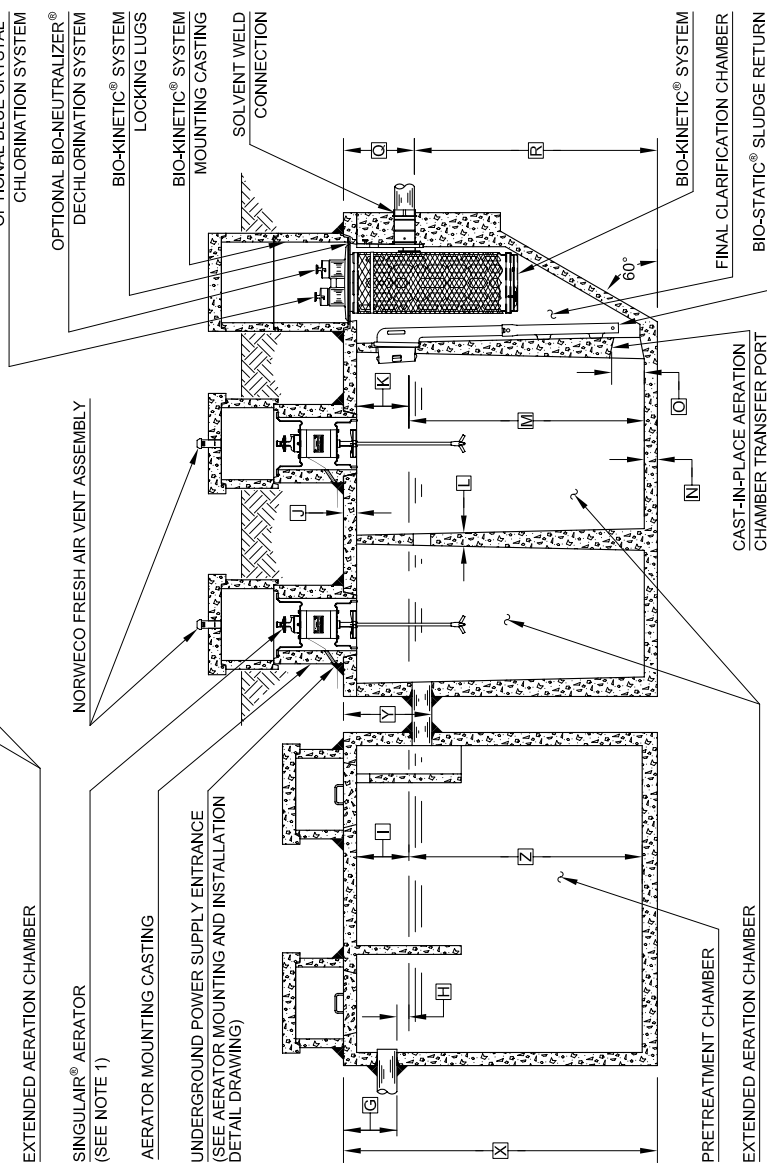 OPTIONAL BLUE CRYSTAL
CHLORINATION SYSTEM
OPTIONAL BIO-NEUTRALIZER®
DECHLORINATION SYSTEM
BIO-KINETIC® SYSTEM
LOCKING LUGS
BIO-KINETIC® SYSTEM
MOUNTING CASTING
SOLVENT WELD
CONNECTION
NORWECO FRESH AIR VENT ASSEMBLY
EXTENDED AERATION CHAMBER
SINGULAIR® AERATOR
(SEE NOTE 1)
AERATOR MOUNTING CASTING
UNDERGROUND POWER SUPPLY ENTRANCE
(SEE AERATOR MOUNTING AND INSTALLATION
DETAIL DRAWING)
G
H
I
X
Y
Z
J
K
L
M
N
O
Q
R
60°
PRETREATMENT CHAMBER
EXTENDED AERATION CHAMBER
CAST-IN-PLACE AERATION
CHAMBER TRANSFER PORT
BIO-KINETIC® SYSTEM
FINAL CLARIFICATION CHAMBER
BIO-STATIC® SLUDGE RETURN